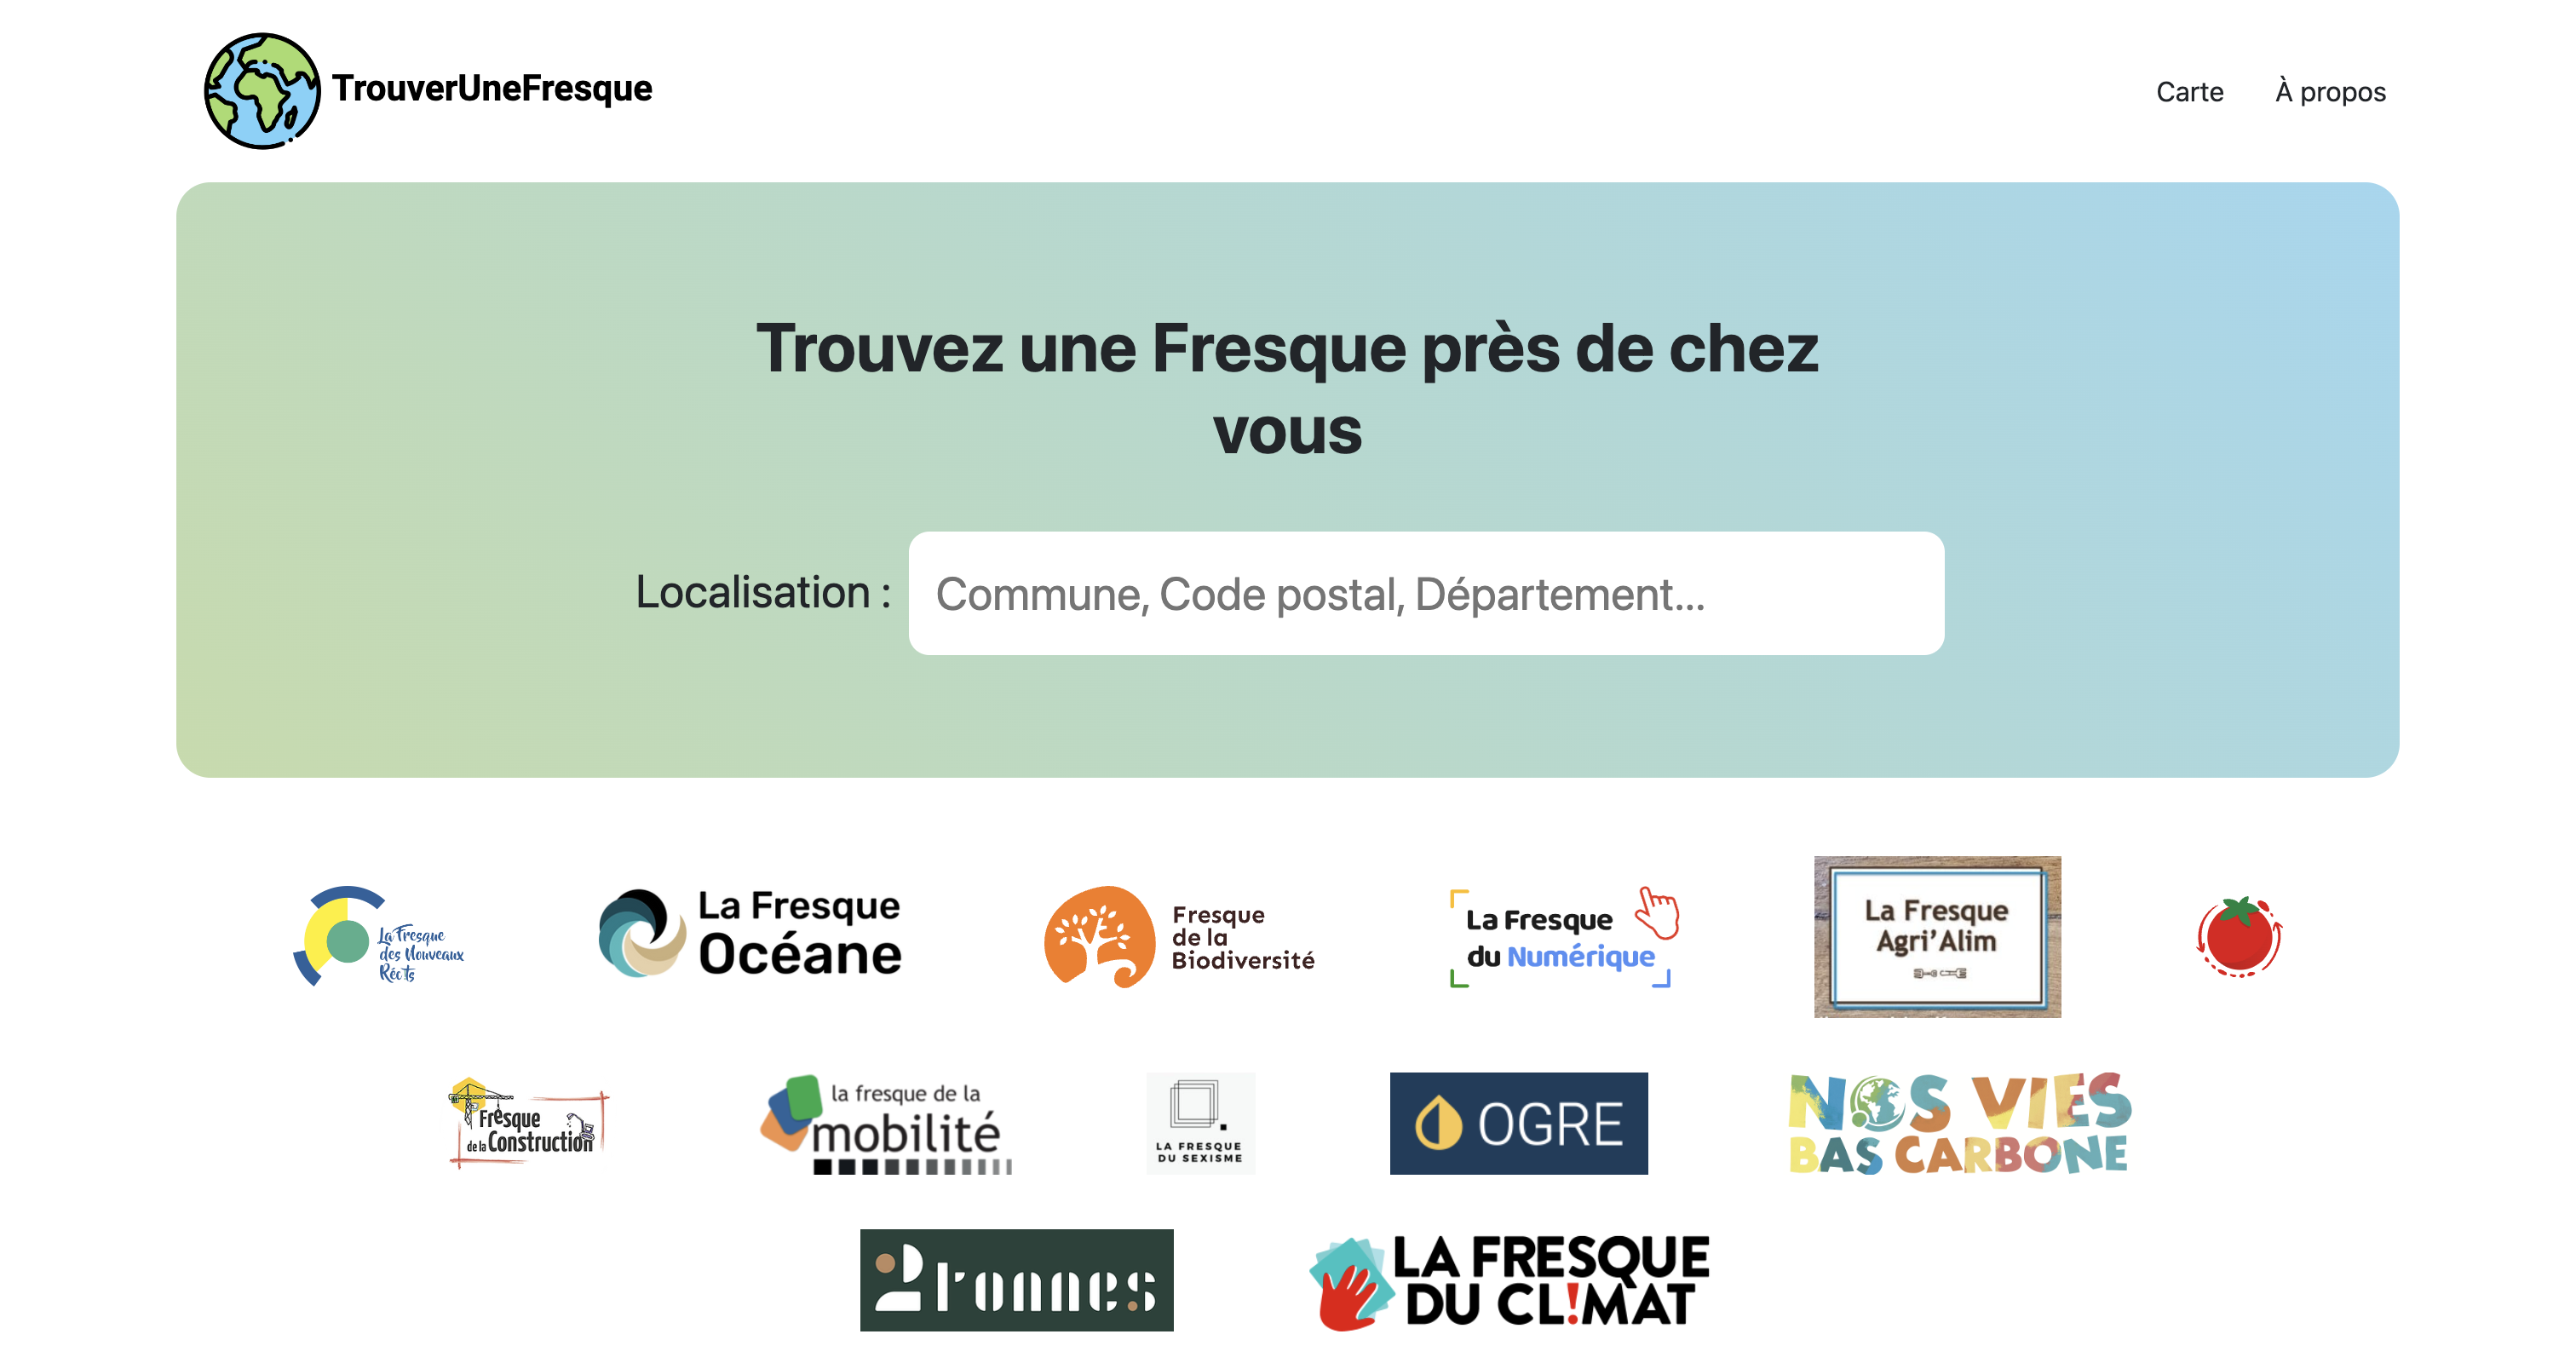 TrouverUneFresque
Carte
À propos
Trouvez une Fresque près de chez
vous
Localisation :
Commune, Code postal, Département...
La Fresque
des Nouveaux
Récits
La Fresque
Océane
Fresque
de la
Biodiversité
La Fresque
du Numérique
La Fresque
Agri'Alim
Fresque
de la Construction
la fresque de la
mobilité
LA FRESQUE
DU SEXISME
OGRE
NOS VIES
BAS CARBONE
2tonnes
LA FRESQUE
DU CL!MAT